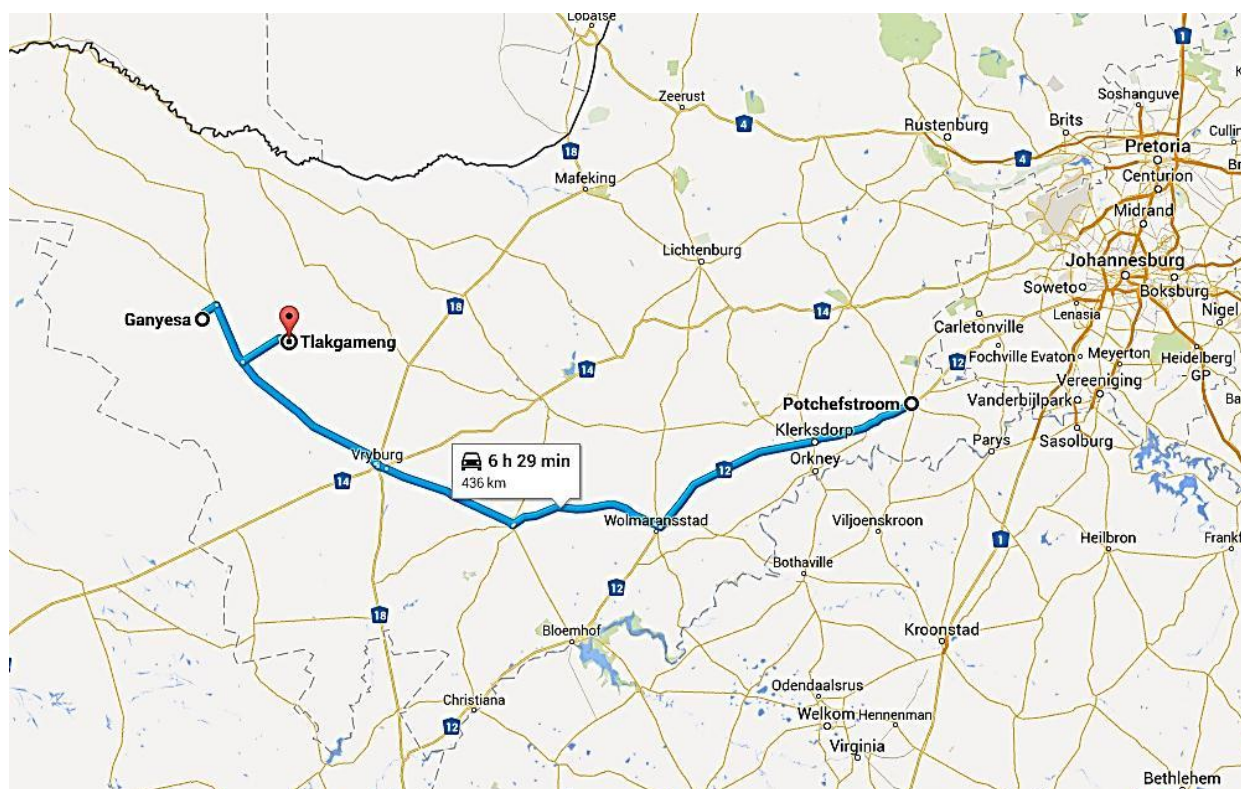 Lobatse
1
Soshanguve
Zeerust
4
Brits
Rustenburg
Cullin
Pretoria
18
4
Centurion
Mafeking
Midrand
Lichtenburg
Johannesburg
Soweto
Boksburg
18
Lenasia
Nigel
Ganyesa
14
Carletonville
Tlakgameng
Fochville
Evaton
Meyerton
Heidelberg
- GP
12
14
Vereeniging
Potchefstroom
Vanderbijlpark
Klerksdorp
Parys
Sasolburg
Vryburg
6 h 29 min
436 km
Orkney
12
14
Wolmaransstad
Viljoenskroon
1
Heilbron
Frankf
Bothaville
12
18
Bloemhof
Kroonstad
Christiana
Odendaalsrus
12
Welkom
Hennenman
Virginia
Bethlehem